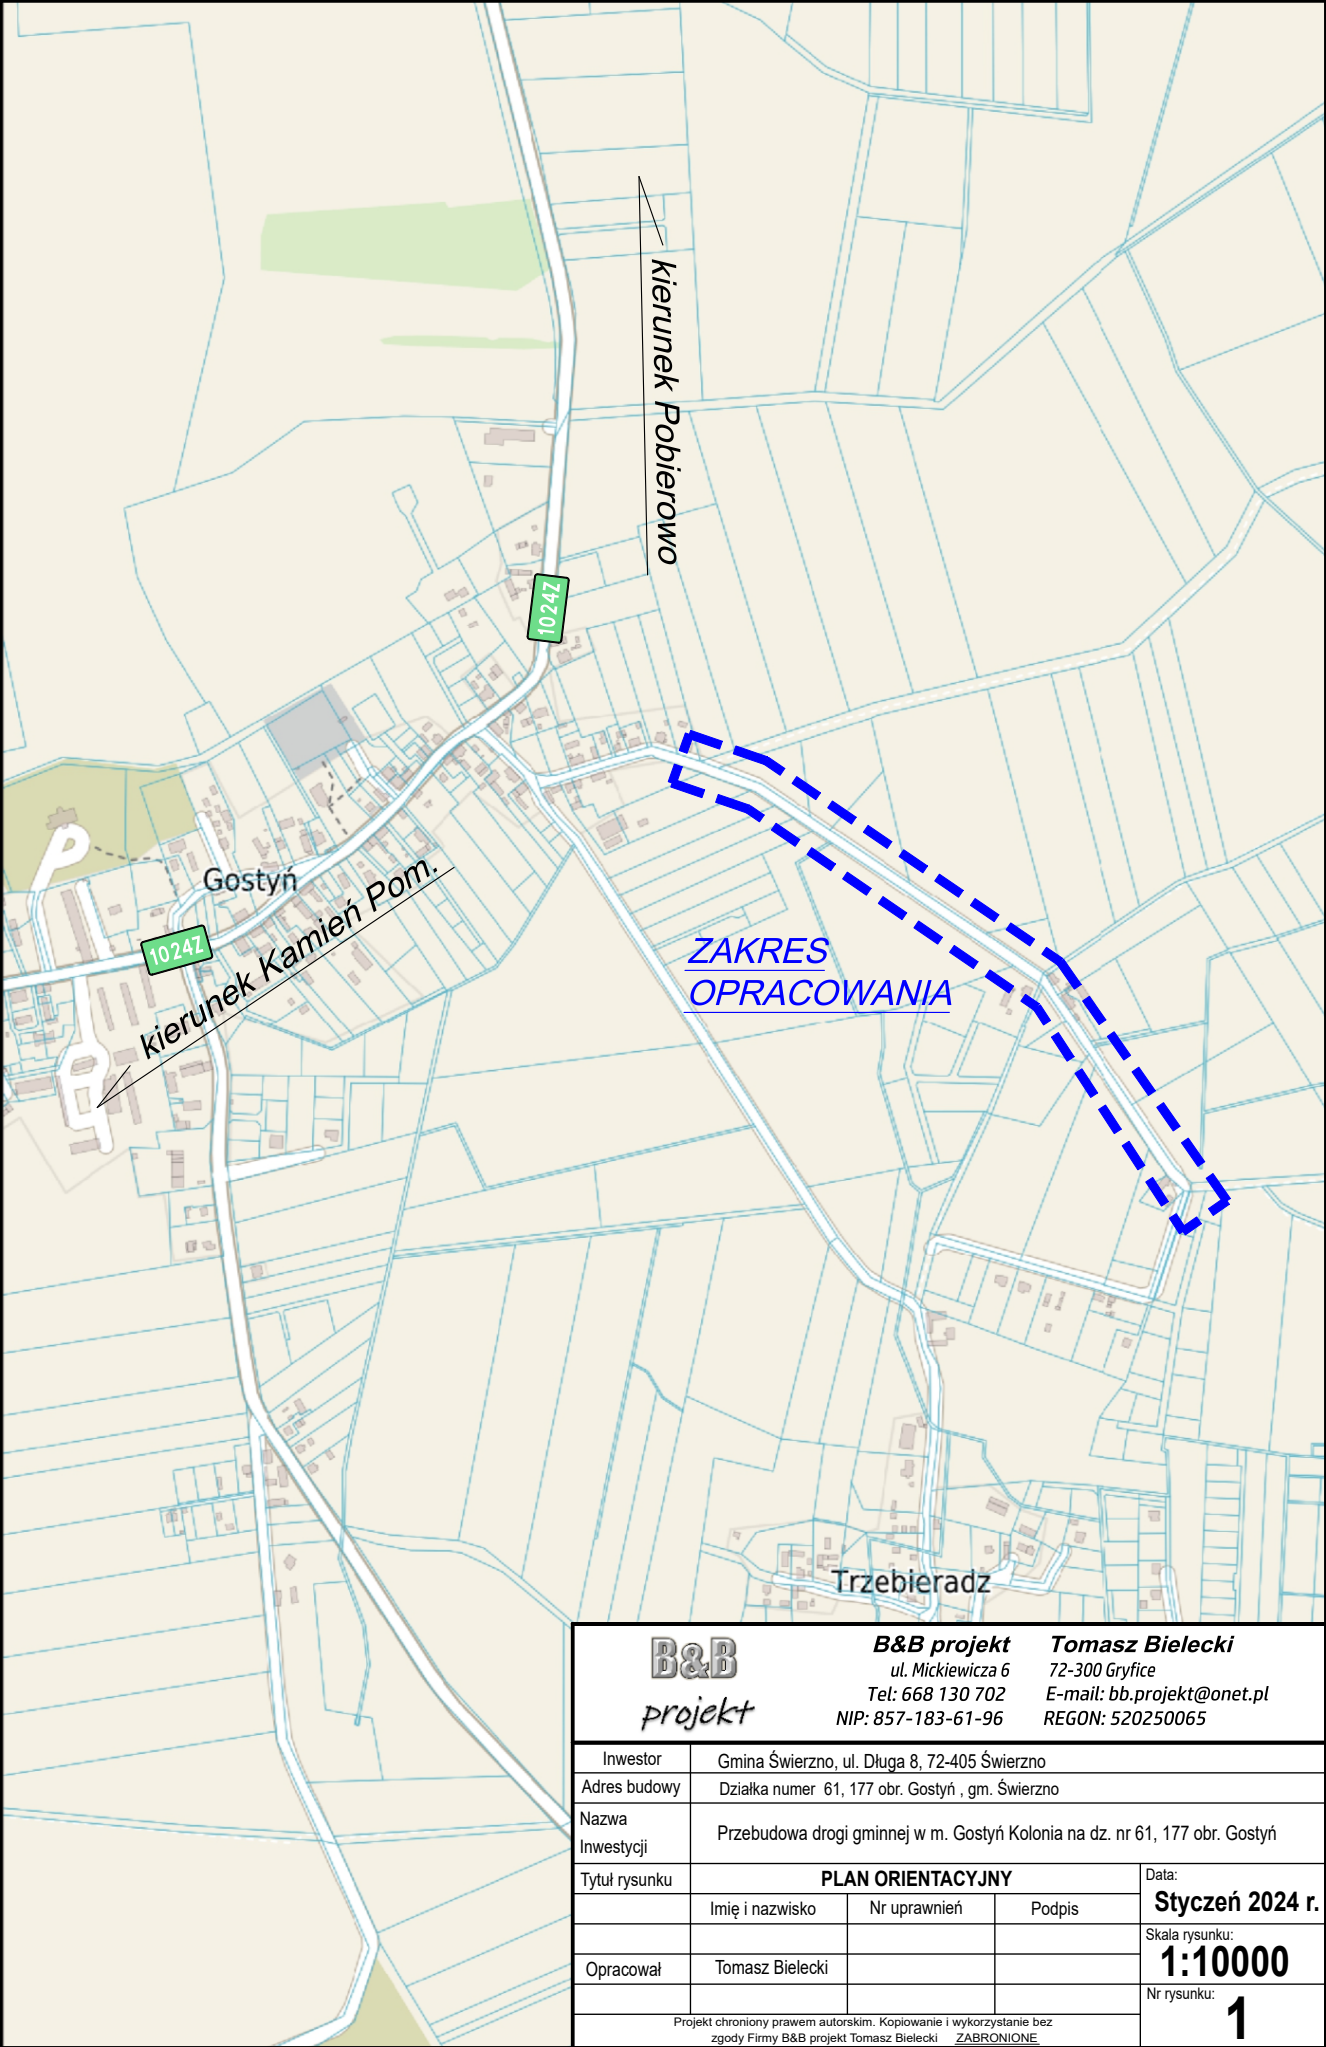 kierunek Pobierowo
1024Z
Gostyń
1024Z
kierunek Kamień Pom.
ZAKRES
OPRACOWANIA
Trzebieradz
B&B
projekt
B&B projekt Tomasz Bielecki
ul. Mickiewicza 6 72-300 Gryfice
Tel: 668 130 702 E-mail: bb.projekt@onet.pl
NIP: 857-183-61-96 REGON: 520250065
Inwestor Gmina Świerzno, ul. Długa 8, 72-405 Świerzno
Adres budowy Działka numer 61, 177 obr. Gostyń , gm. Świerzno
Nazwa
Inwestycji
Przebudowa drogi gminnej w m. Gostyń Kolonia na dz. nr 61, 177 obr. Gostyń
Tytuł rysunku PLAN ORIENTACYJNY
Data:
Styczeń 2024 r.
Imię i nazwisko Nr uprawnień Podpis
Skala rysunku:
1:10000
Opracował Tomasz Bielecki
Nr rysunku:
1
Projekt chroniony prawem autorskim. Kopiowanie i wykorzystanie bez
zgody Firmy B&B projekt Tomasz Bielecki ZABRONIONE